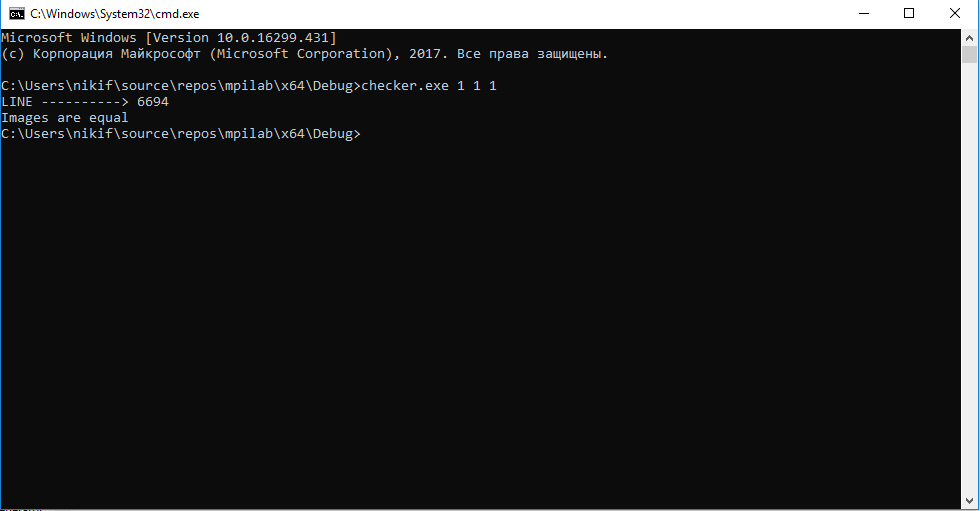 C:\Windows\System32\cmd.exe
Microsoft Windows [Version 10.0.16299.431]
(c) Корпорация Майкрософт (Microsoft Corporation), 2017. Все права защищены.
C:\Users\nikif\source\repos\mpilab\x64\Debug>checker.exe 1 1 1
LINE ----------> 6694
Images are equal
C:\Users\nikif\source\repos\mpilab\x64\Debug>